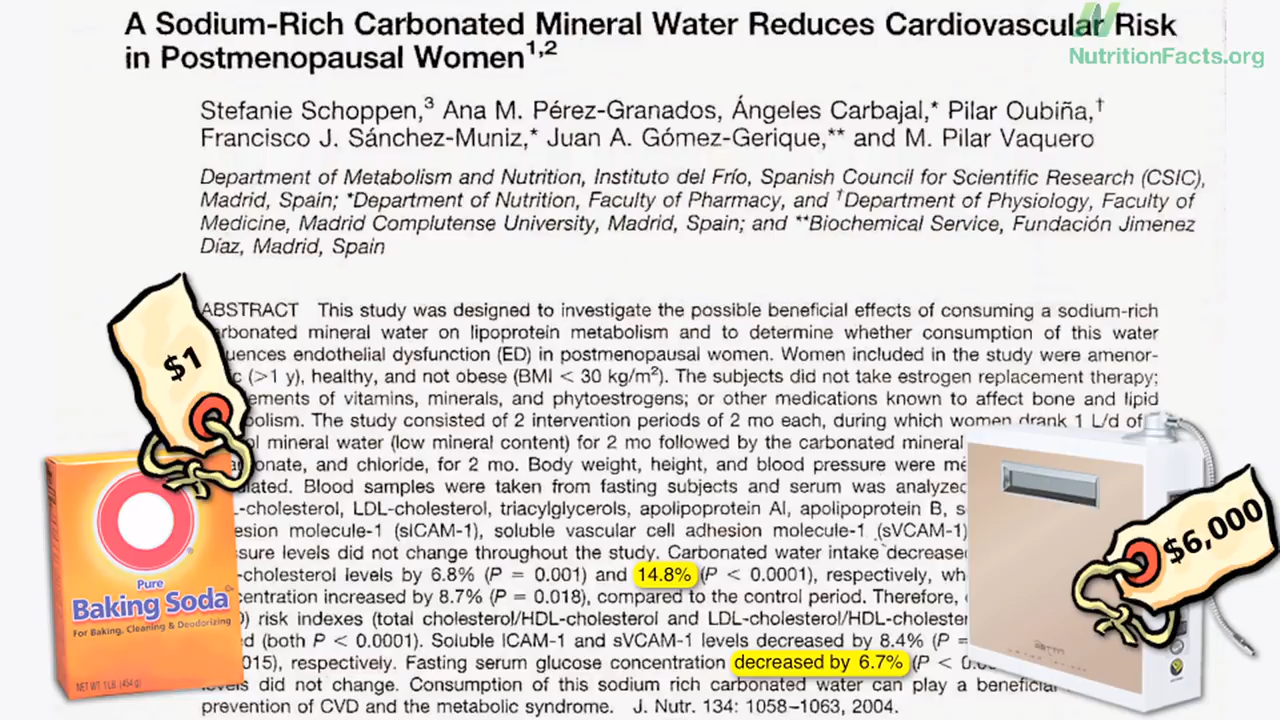 A Sodium-Rich Carbonated Mineral Water Reduces Cardiovascular Risk
in Postmenopausal Women1,2
NutritionFacts.org
Stefanie Schoppen,3 Ana M. Pérez-Granados, Ángeles Carbajal,* Pilar Oubiña,†
Francisco J. Sánchez-Muniz,* Juan A. Gómez-Gerique,** and M. Pilar Vaquero
Department of Metabolism and Nutrition, Instituto del Frío, Spanish Council for Scientific Research (CSIC),
Madrid, Spain; *Department of Nutrition, Faculty of Pharmacy, and †Department of Physiology, Faculty of
Medicine, Madrid Complutense University, Madrid, Spain; and **Biochemical Service, Fundación Jimenez
Díaz, Madrid, Spain
ABSTRACT This study was designed to investigate the possible beneficial effects of consuming a sodium-rich
mineral water on lipoprotein metabolism and to determine whether consumption of this water
endothelial dysfunction (ED) in postmenopausal women. Women included in the study were amenor-
(>1 y), healthy, and not obese (BMI < 30 kg/m²). The subjects did not take estrogen replacement therapy;
of vitamins, minerals, and phytoestrogens; or other medications known to affect bone and lipid
The study consisted of 2 intervention periods of 2 mo each, during which women drank 1 L/d of
mineral water (low mineral content) for 2 mo followed by the carbonated mineral
and chloride, for 2 mo. Body weight, height, and blood pressure were
Blood samples were taken from fasting subjects and serum was analyzed
-cholesterol, LDL-cholesterol, triacylglycerols, apolipoprotein AI, apolipoprotein B,
molecule-1 (sICAM-1), soluble vascular cell adhesion molecule-1 (sVCAM-1)
levels did not change throughout the study. Carbonated water intake decreased
-cholesterol levels by 6.8% (P = 0.001) and 14.8% (P < 0.0001), respectively,
increased by 8.7% (P = 0.018), compared to the control period. Therefore,
risk indexes (total cholesterol/HDL-cholesterol and LDL-cholesterol/HDL-cholesterol
(both P < 0.0001). Soluble ICAM-1 and sVCAM-1 levels decreased by 8.4% (P =
015), respectively. Fasting serum glucose concentration decreased by 6.7% (P <
did not change. Consumption of this sodium rich carbonated water can play a beneficial
prevention of CVD and the metabolic syndrome. J. Nutr. 134: 1058–1063, 2004.
$1
Pure
Baking Soda
For Baking, Cleaning & Deodorizing
NET WT 1 LB. (454 g)
$6,000